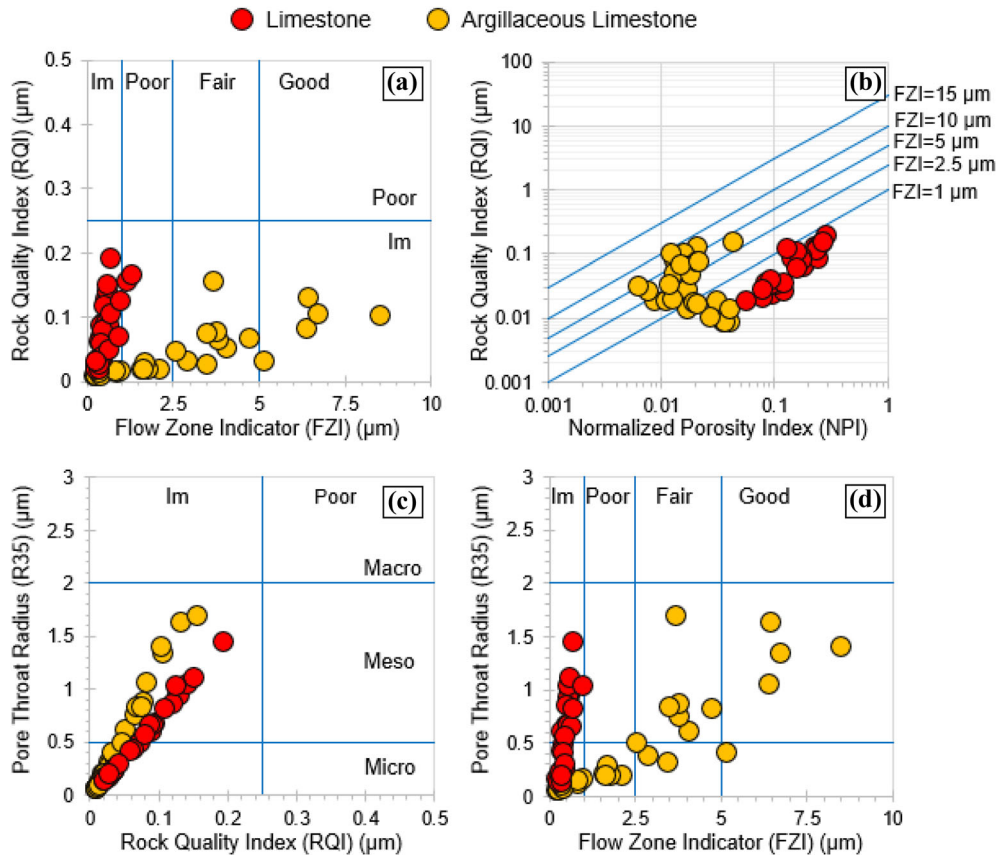 Limestone
Argillaceous Limestone
Rock Quality Index (RQI) (µm)
0.5
0.4
0.3
0.2
0.1
0
Im
Poor
Fair
Good
(a)
Poor
Im
0
2.5
5
7.5
10
Flow Zone Indicator (FZI) (µm)
Rock Quality Index (RQI) (µm)
100
10
1
0.1
0.01
0.001
(b)
FZI=15 µm
FZI=10 µm
FZI=5 µm
FZI=2.5 µm
FZI=1 µm
0.001
0.01
0.1
1
Normalized Porosity Index (NPI)
Pore Throat Radius (R35) (µm)
3
2.5
2
1.5
1
0.5
0
Im
Poor
(c)
Macro
Meso
Micro
0
0.1
0.2
0.3
0.4
0.5
Rock Quality Index (RQI) (µm)
Pore Throat Radius (R35) (µm)
3
2.5
2
1.5
1
0.5
0
Im
Poor
Fair
Good
(d)
Macro
Meso
Micro
0
2.5
5
7.5
10
Flow Zone Indicator (FZI) (µm)